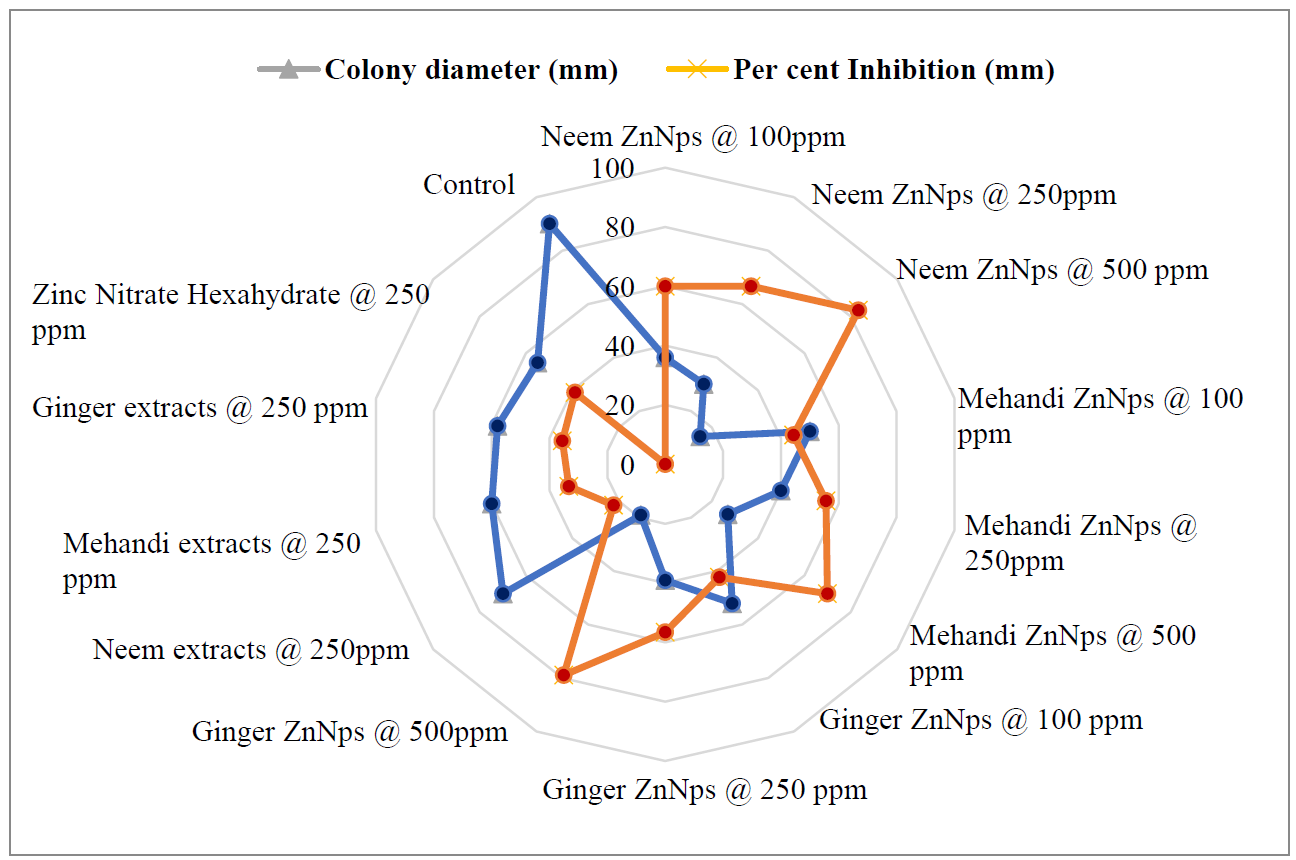 Colony diameter (mm) Per cent Inhibition (mm)
Neem ZnNps @ 100ppm
100
Control
Neem ZnNps @ 250ppm
80
Neem ZnNps @ 500 ppm
60
Zinc Nitrate Hexahydrate @ 250
ppm
40
Mehandi ZnNps @ 100
ppm
Ginger extracts @ 250 ppm
20
0
Mehandi ZnNps @
250ppm
Mehandi extracts @ 250
ppm
Mehandi ZnNps @ 500
ppm
Neem extracts @ 250ppm
Ginger ZnNps @ 100 ppm
Ginger ZnNps @ 500ppm
Ginger ZnNps @ 250 ppm